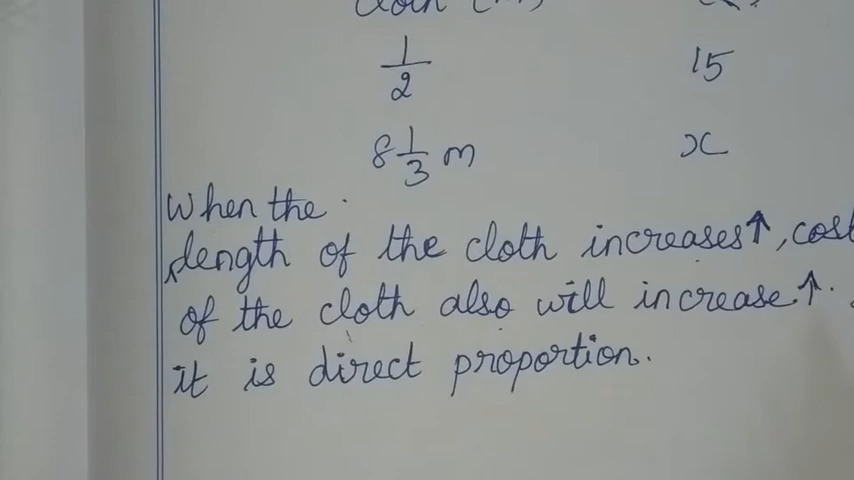 cloth
1/2 15
8 1/3 m x
When the
length of the cloth increases↑, cost
of the cloth also will increase↑.
it is direct proportion.